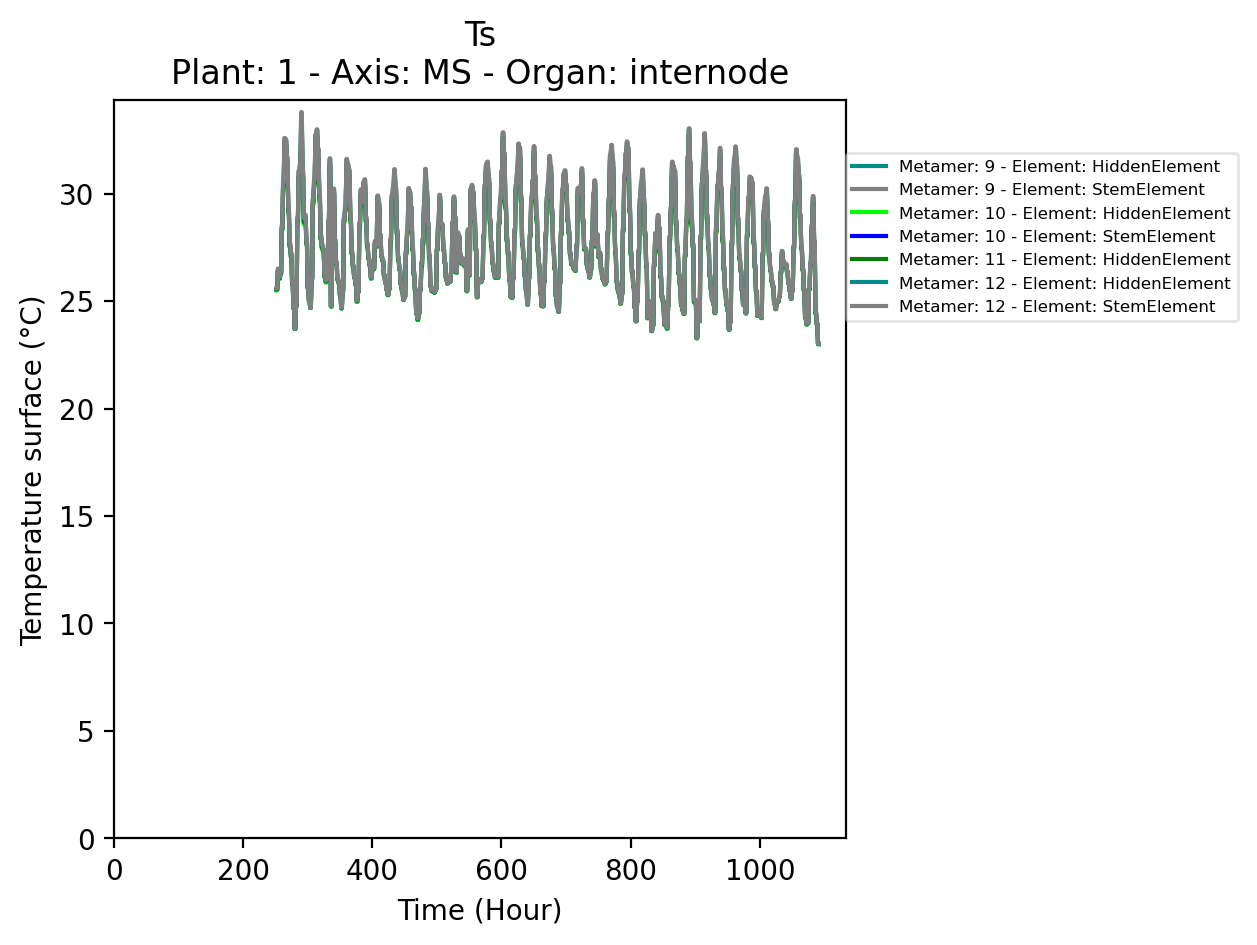 Ts
Plant: 1 - Axis: MS - Organ: internode
Temperature surface (°C)
30
25
20
15
10
5
0
0 200 400 600 800 1000
Time (Hour)
Metamer: 9 - Element: HiddenElement
Metamer: 9 - Element: StemElement
Metamer: 10 - Element: HiddenElement
Metamer: 10 - Element: StemElement
Metamer: 11 - Element: HiddenElement
Metamer: 12 - Element: HiddenElement
Metamer: 12 - Element: StemElement